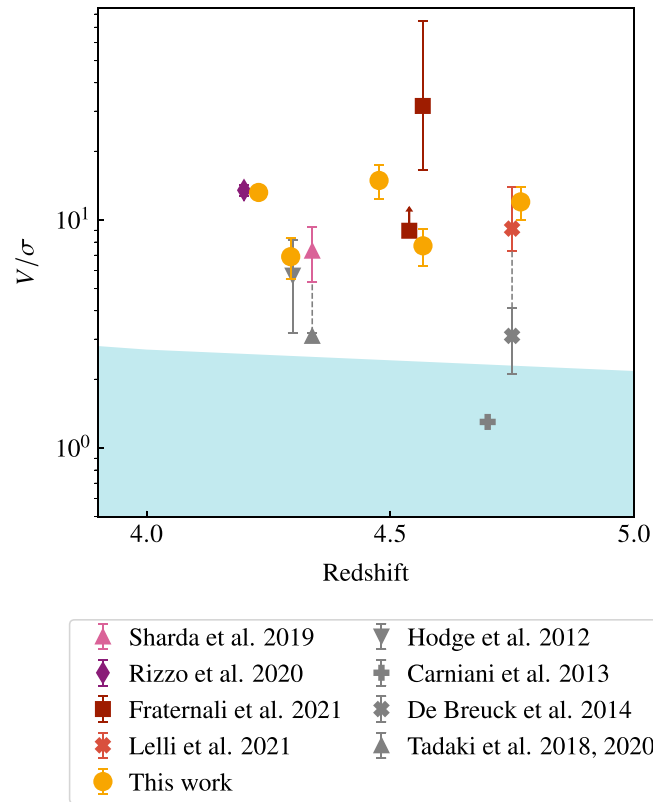 V/σ
10¹
10⁰
4.0 4.5 5.0
Redshift
Sharda et al. 2019
Rizzo et al. 2020
Fraternali et al. 2021
Lelli et al. 2021
This work
Hodge et al. 2012
Carniani et al. 2013
De Breuck et al. 2014
Tadaki et al. 2018, 2020